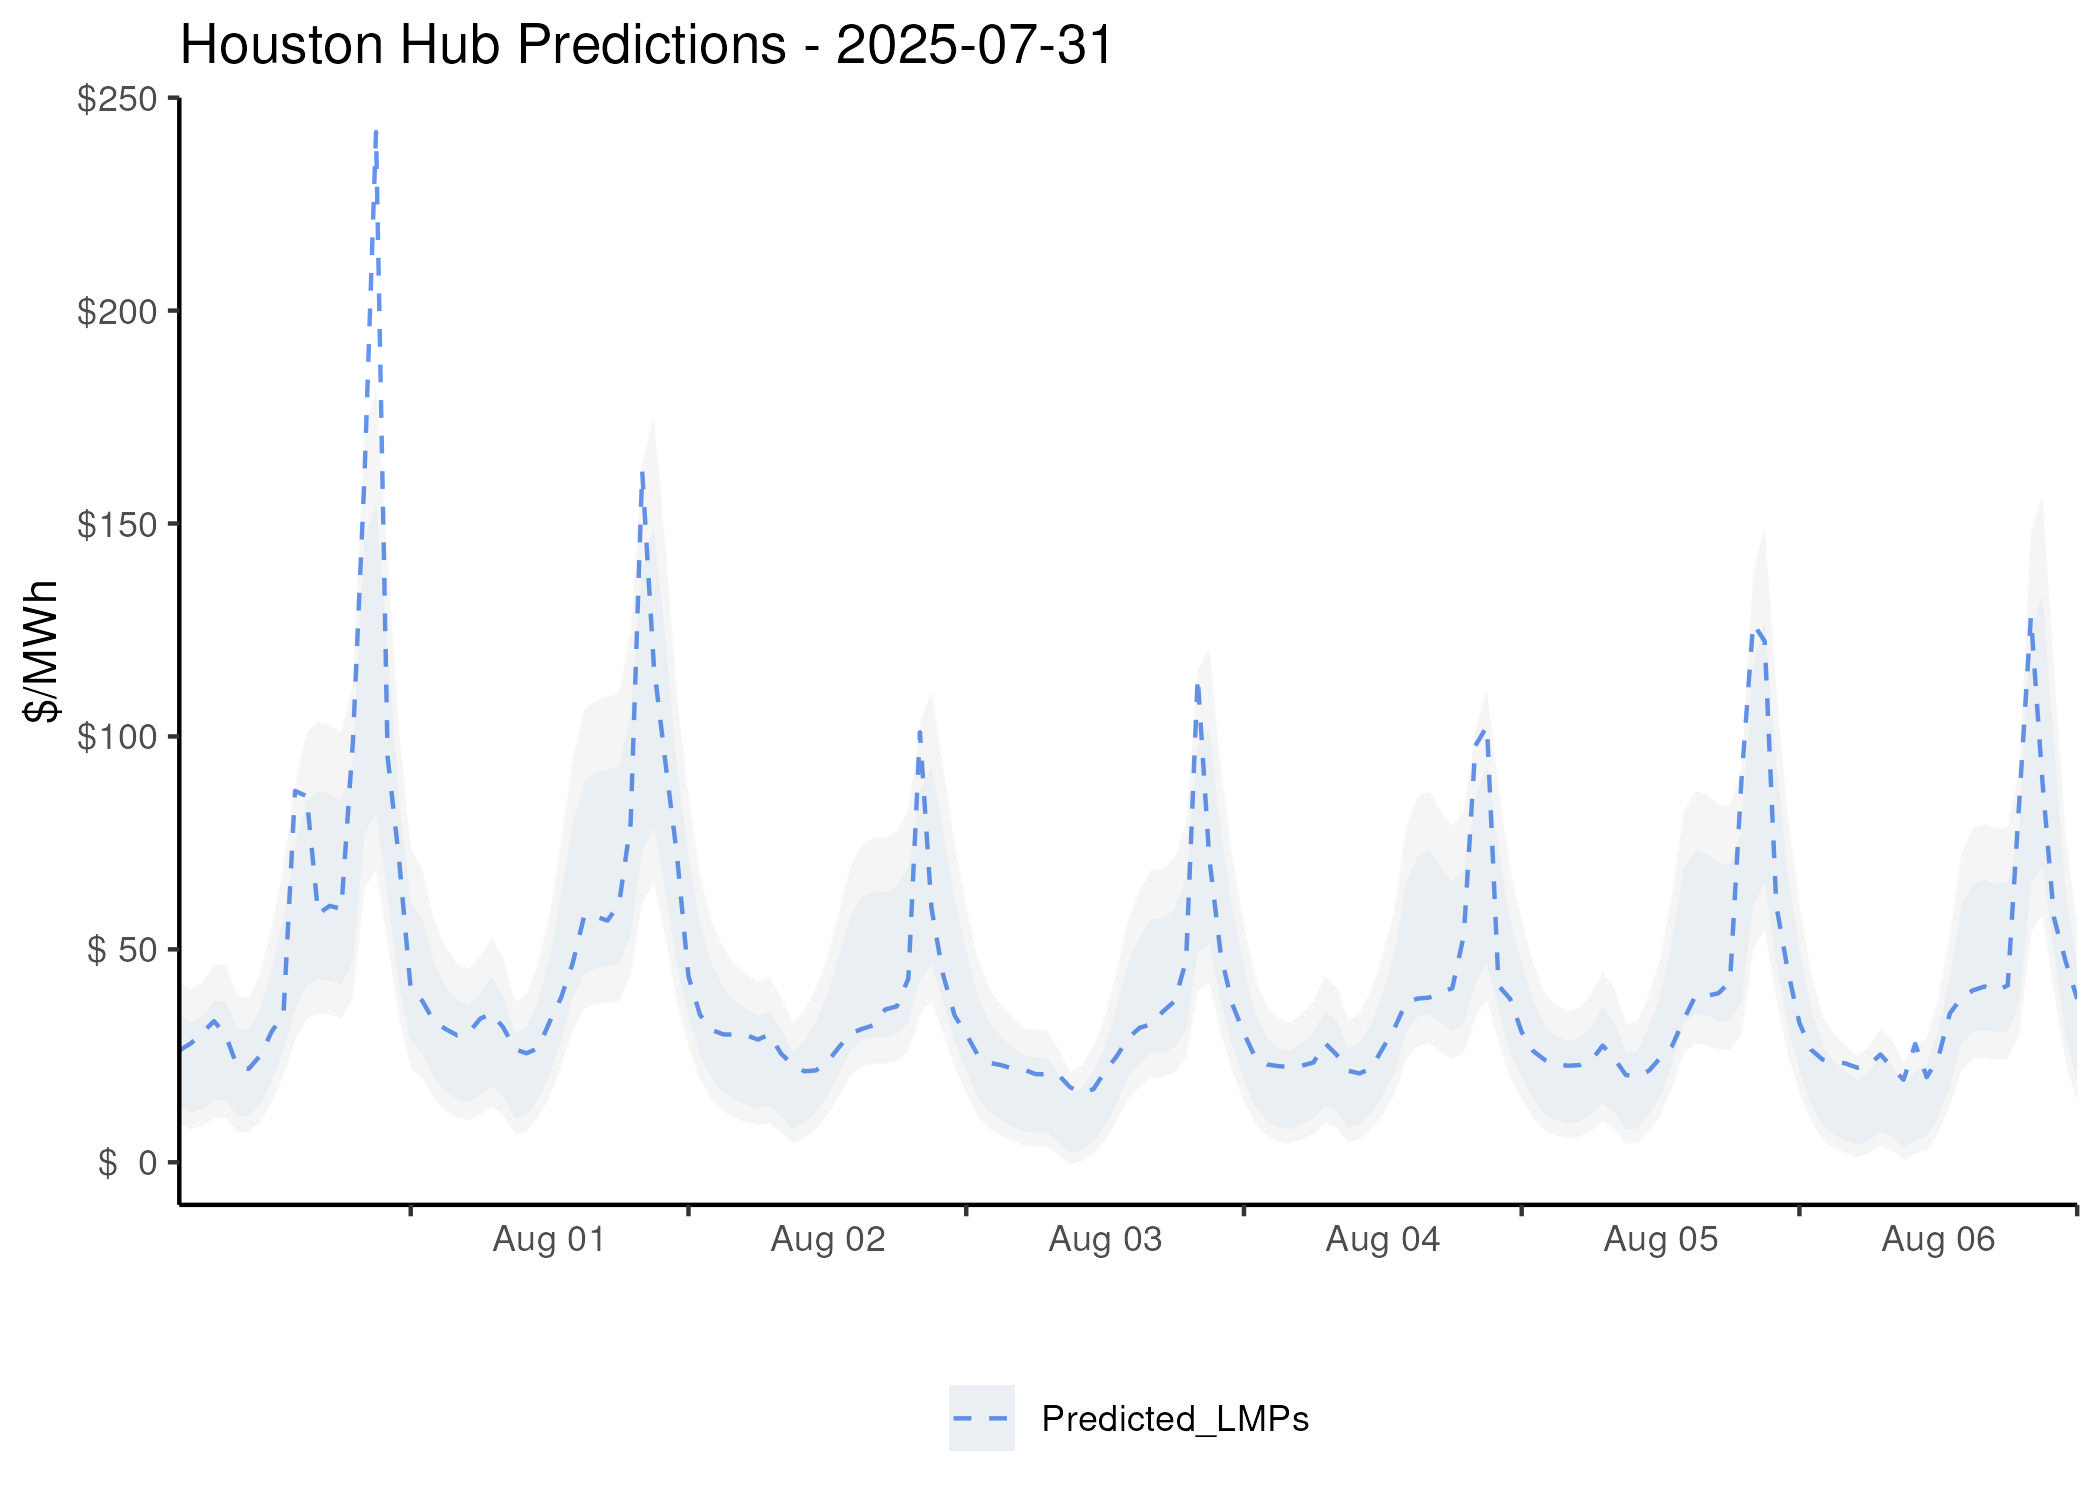 Houston Hub Predictions - 2025-07-31
$250
$200
$150
$100
$ 50
$  0
$/MWh
Aug 01
Aug 02
Aug 03
Aug 04
Aug 05
Aug 06
Predicted_LMPs